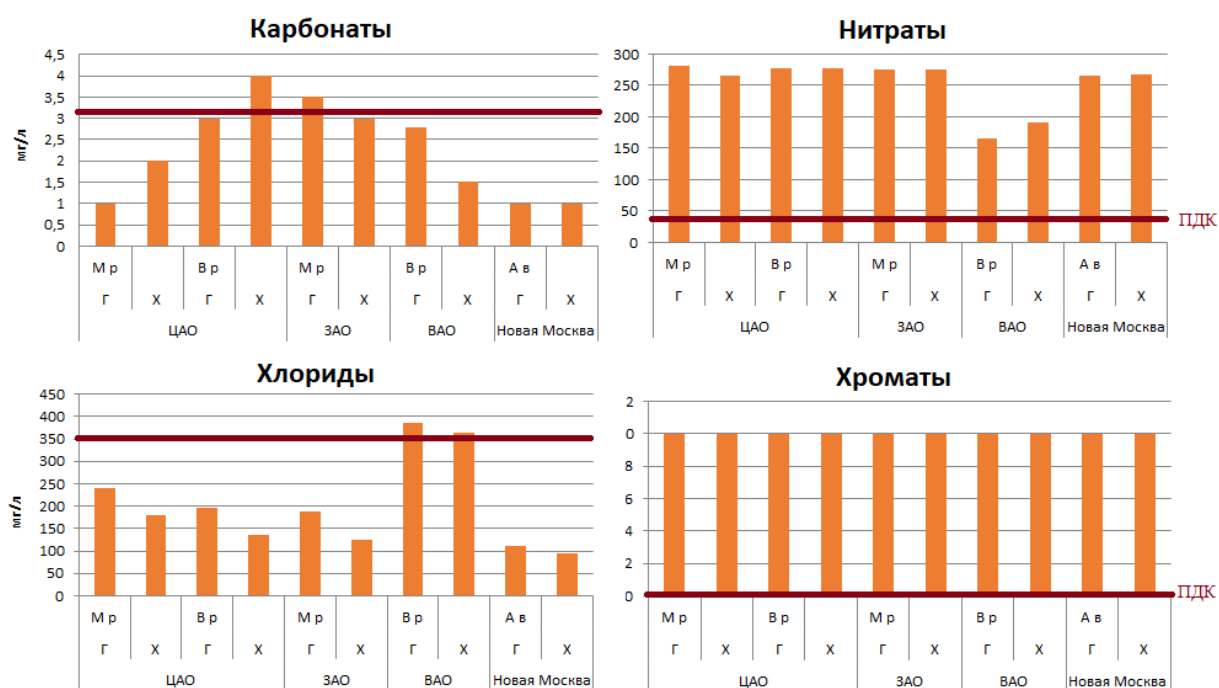 Карбонаты
мг/л
4,5
4
3,5
3
2,5
2
1,5
1
0,5
0
М р В р М р В р А в
Г Х Г Х Г Х Г Х Г Х
ЦАО ЗАО ВАО Новая Москва
Нитраты
300
250
200
150
100
50
0
ПДК
М р В р М р В р А в
Г Х Г Х Г Х Г Х Г Х
ЦАО ЗАО ВАО Новая Москва
Хлориды
мг/л
450
400
350
300
250
200
150
100
50
0
М р В р М р В р А в
Г Х Г Х Г Х Г Х Г Х
ЦАО ЗАО ВАО Новая Москва
Хроматы
2
0
8
6
4
2
0
ПДК
М р В р М р В р А в
Г Х Г Х Г Х Г Х Г Х
ЦАО ЗАО ВАО Новая Москва